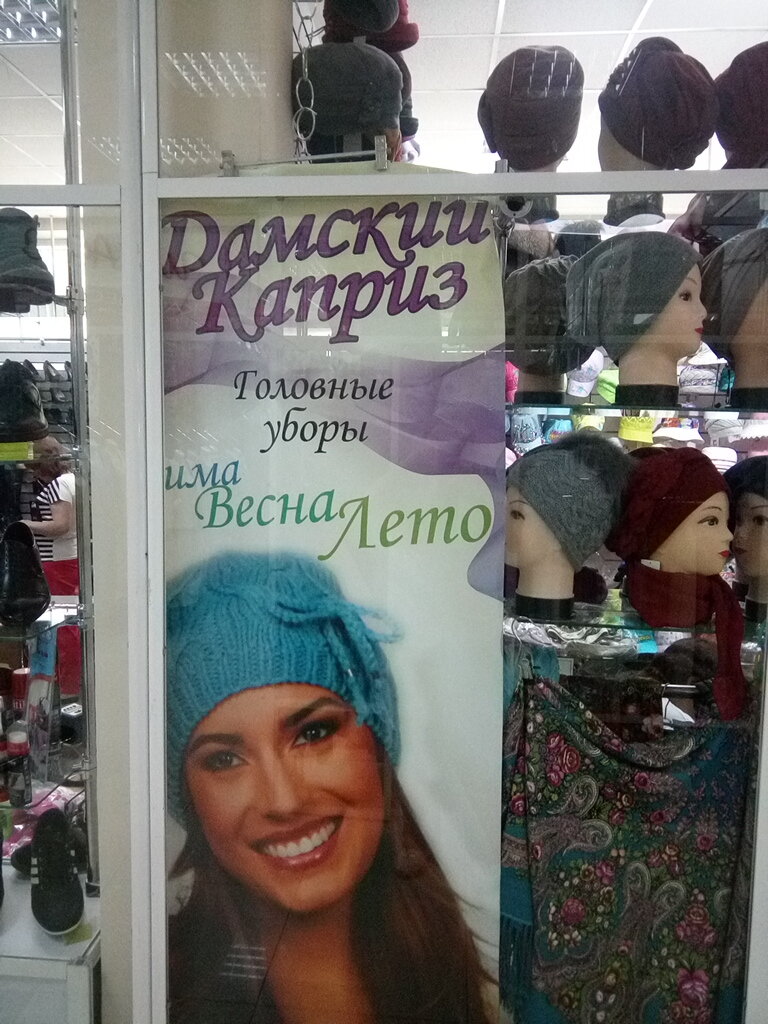 Дамский
Каприз
Головные
уборы
има
Весна
Лето